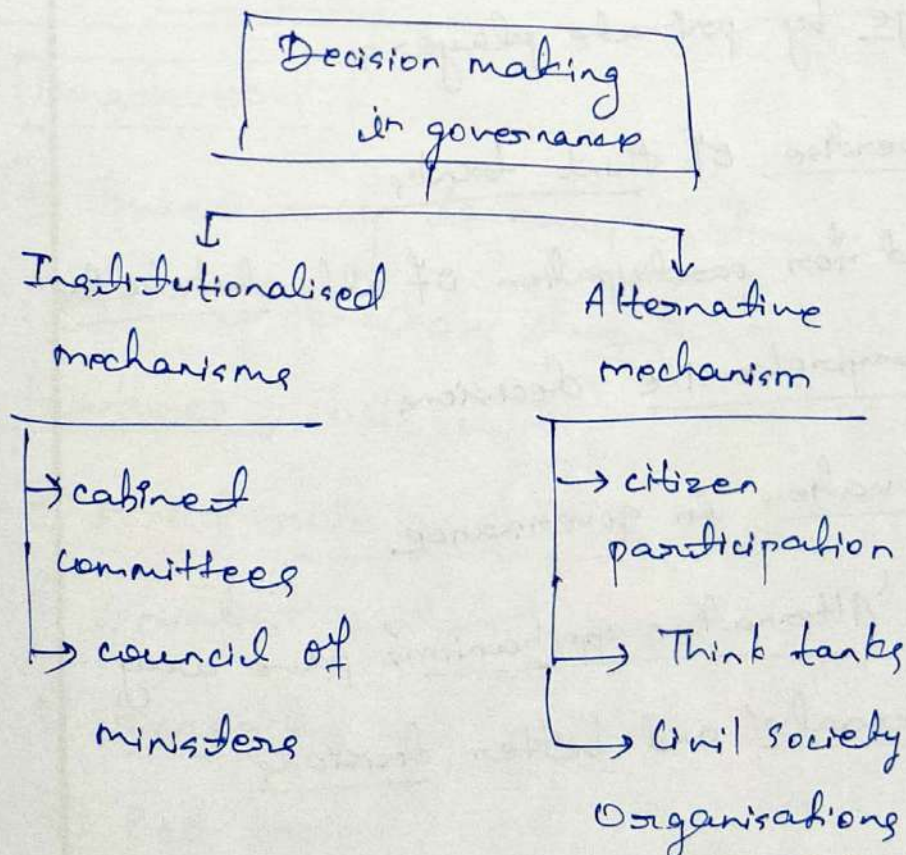 Decision making
in governance
Institutionalised
mechanisms
→ cabinet
committees
→ council of
ministers
Alternative
mechanism
→ citizen
participation
→ Think tanks
→ Civil society
Organisations